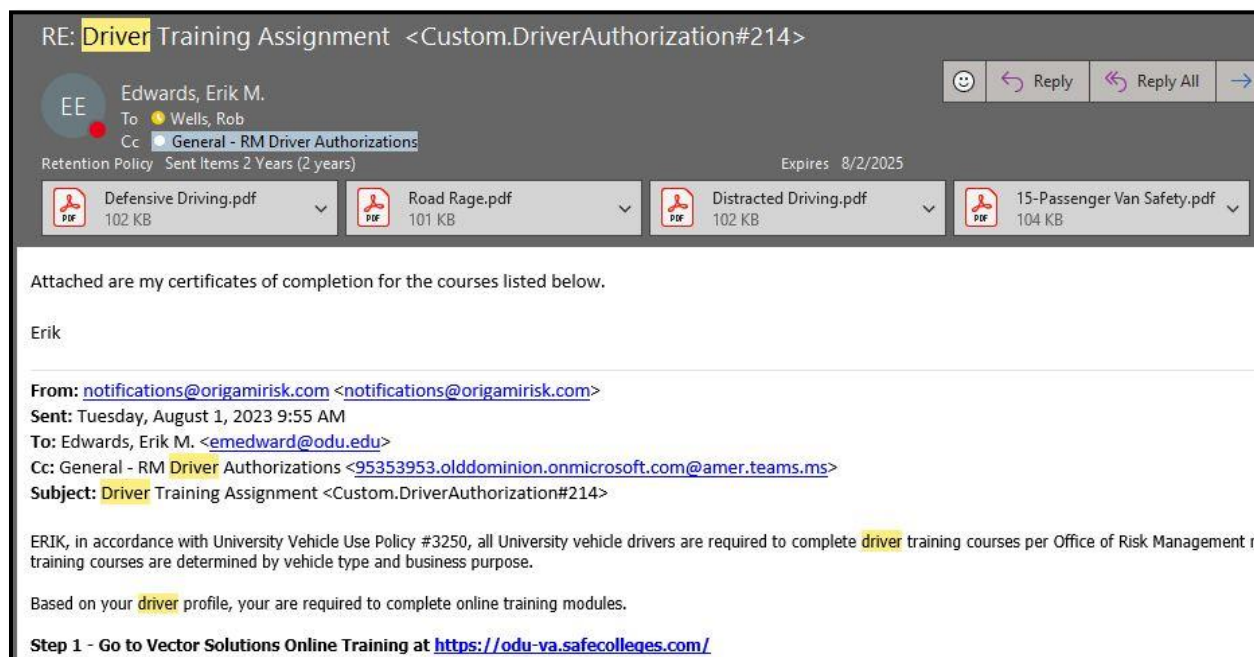 RE: Driver Training Assignment <Custom.DriverAuthorization#214>
EE
Edwards, Erik M.
Reply
Reply All
To Wells, Rob
Cc General - RM Driver Authorizations
Retention Policy Sent Items 2 Years (2 years)
Expires 8/2/2025
PDF
Defensive Driving.pdf
102 KB
PDF
Road Rage.pdf
101 KB
PDF
Distracted Driving.pdf
102 KB
PDF
15-Passenger Van Safety.pdf
104 KB
Attached are my certificates of completion for the courses listed below.
Erik
From: notifications@origamirisk.com <notifications@origamirisk.com>
Sent: Tuesday, August 1, 2023 9:55 AM
To: Edwards, Erik M. <emedward@odu.edu>
Cc: General - RM Driver Authorizations <95353953.olddominion.onmicrosoft.com@amer.teams.ms>
Subject: Driver Training Assignment <Custom.DriverAuthorization#214>
ERIK, in accordance with University Vehicle Use Policy #3250, all University vehicle drivers are required to complete driver training courses per Office of Risk Management
training courses are determined by vehicle type and business purpose.
Based on your driver profile, your are required to complete online training modules.
Step 1 - Go to Vector Solutions Online Training at https://odu-va.safecolleges.com/